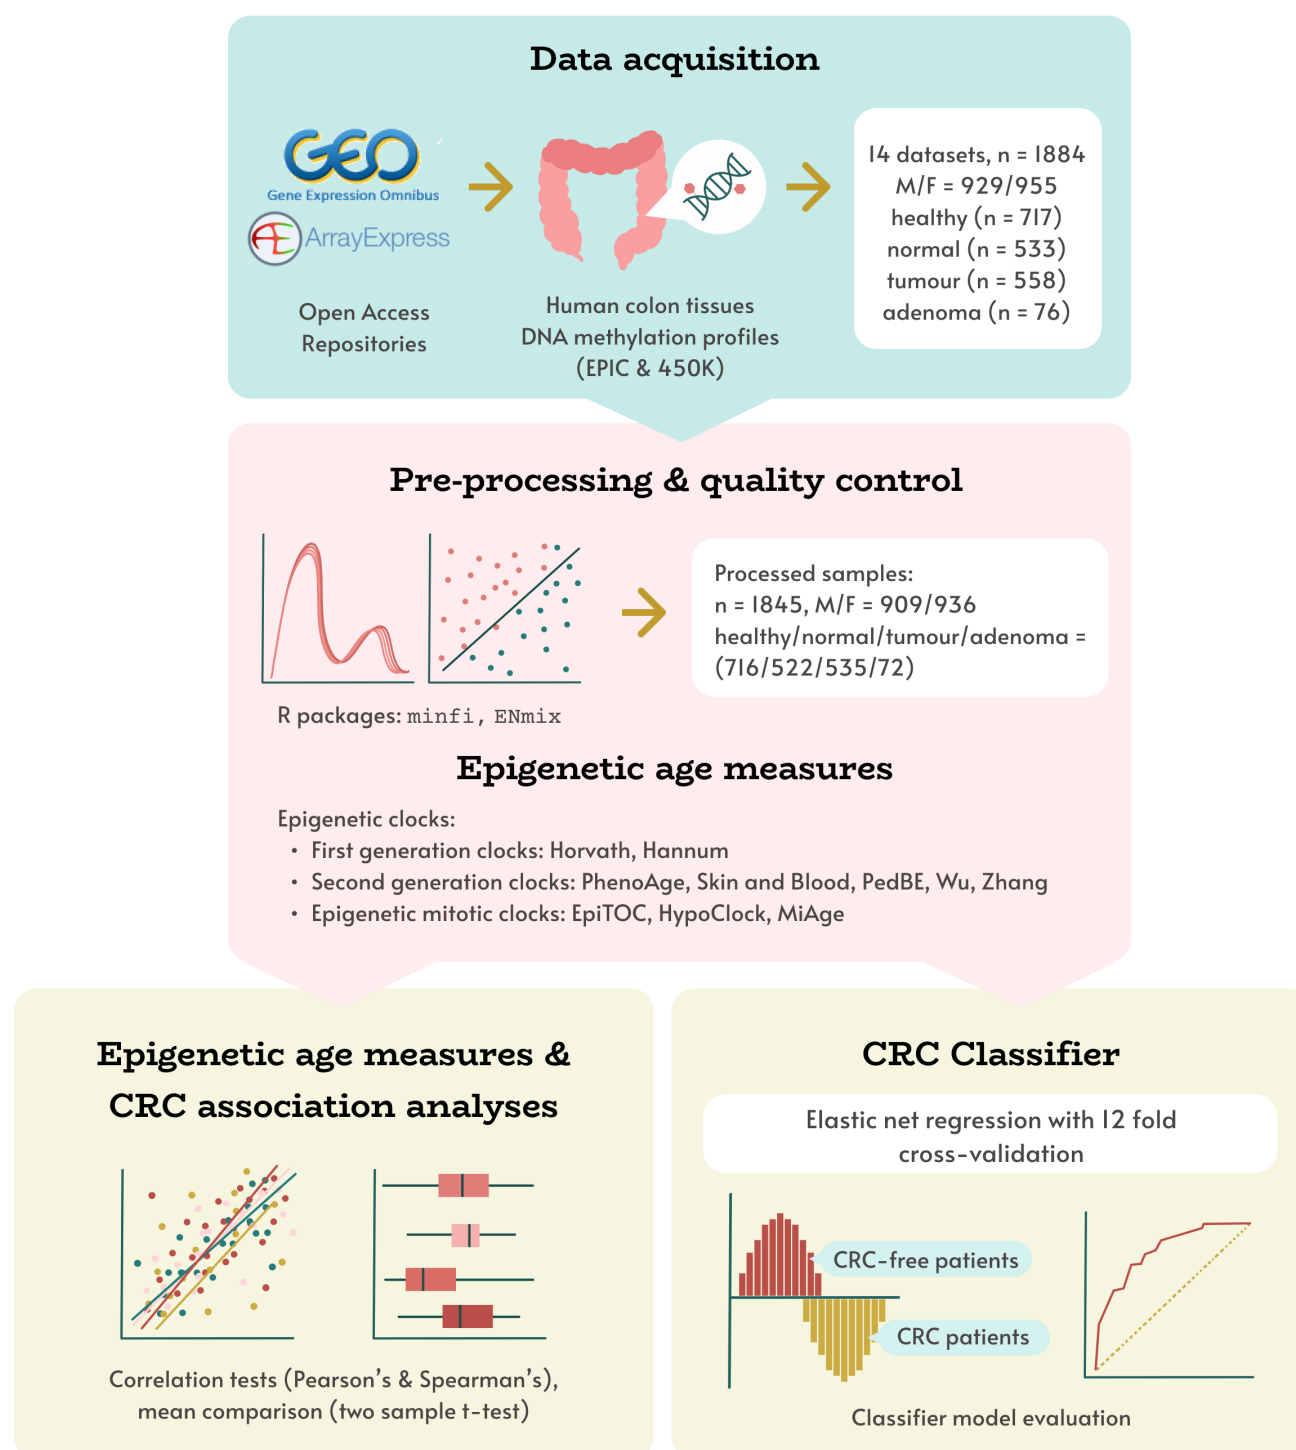 Data acquisition
GEO
Gene Expression Omnibus
AE ArrayExpress
Open Access
Repositories
Human colon tissues
DNA methylation profiles
(EPIC & 450K)
14 datasets, n = 1884
M/F = 929/955
healthy (n = 717)
normal (n = 533)
tumour (n = 558)
adenoma (n = 76)
Pre-processing & quality control
R packages: minfi, ENmix
Processed samples:
n = 1845, M/F = 909/936
healthy/normal/tumour/adenoma =
(716/522/535/72)
Epigenetic age measures
Epigenetic clocks:
• First generation clocks: Horvath, Hannum
• Second generation clocks: PhenoAge, Skin and Blood, PedBE, Wu, Zhang
• Epigenetic mitotic clocks: EpiTOC, HypoClock, MiAge
Epigenetic age measures &
CRC association analyses
Correlation tests (Pearson's & Spearman's),
mean comparison (two sample t-test)
CRC Classifier
Elastic net regression with 12 fold
cross-validation
CRC-free patients
CRC patients
Classifier model evaluation